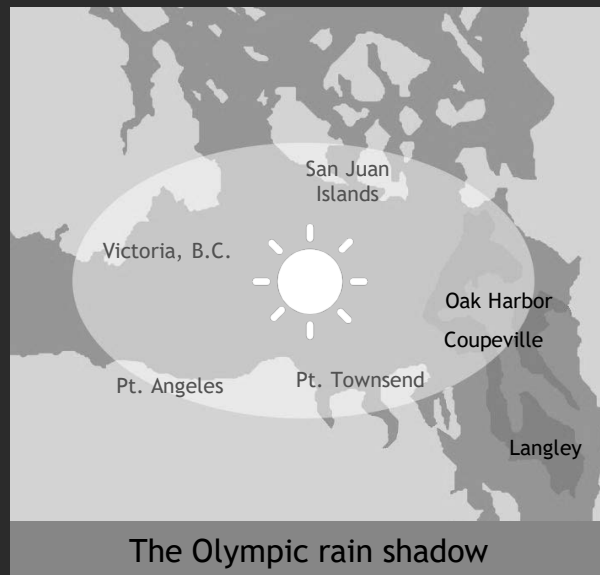 San Juan
Islands
Victoria, B.C.
Oak Harbor
Coupeville
Pt. Townsend
Pt. Angeles
Langley
The Olympic rain shadow